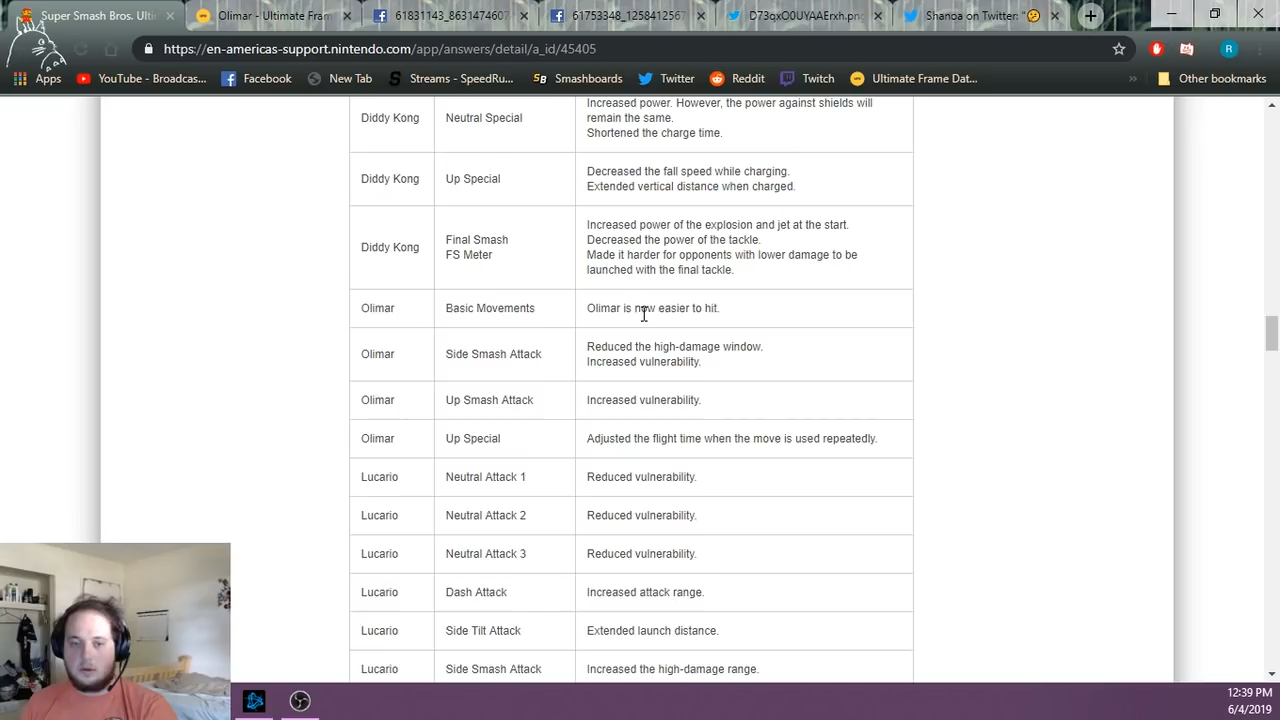 Super Smash Bros. Ulti
Olimar - Ultimate Fram
61831143_863474607
61753348_1258412567
D73qxO0UYAAErxh.png
Shanoa on Twitter: "🤔
https://en-americas-support.nintendo.com/app/answers/detail/a_id/45405
R
Apps
YouTube - Broadcas...
Facebook
New Tab
Streams - SpeedRu...
Smashboards
Twitter
Reddit
Twitch
Ultimate Frame Dat...
»
Other bookmarks
Diddy Kong
Neutral Special
Increased power. However, the power against shields will
remain the same.
Shortened the charge time.
Diddy Kong
Up Special
Decreased the fall speed while charging.
Extended vertical distance when charged.
Diddy Kong
Final Smash
FS Meter
Increased power of the explosion and jet at the start.
Decreased the power of the tackle.
Made it harder for opponents with lower damage to be
launched with the final tackle.
Olimar
Basic Movements
Olimar is now easier to hit.
Olimar
Side Smash Attack
Reduced the high-damage window.
Increased vulnerability.
Olimar
Up Smash Attack
Increased vulnerability.
Olimar
Up Special
Adjusted the flight time when the move is used repeatedly.
Lucario
Neutral Attack 1
Reduced vulnerability.
Lucario
Neutral Attack 2
Reduced vulnerability.
Lucario
Neutral Attack 3
Reduced vulnerability.
Lucario
Dash Attack
Increased attack range.
Lucario
Side Tilt Attack
Extended launch distance.
Lucario
Side Smash Attack
Increased the high-damage range.
12:39 PM
6/4/2019